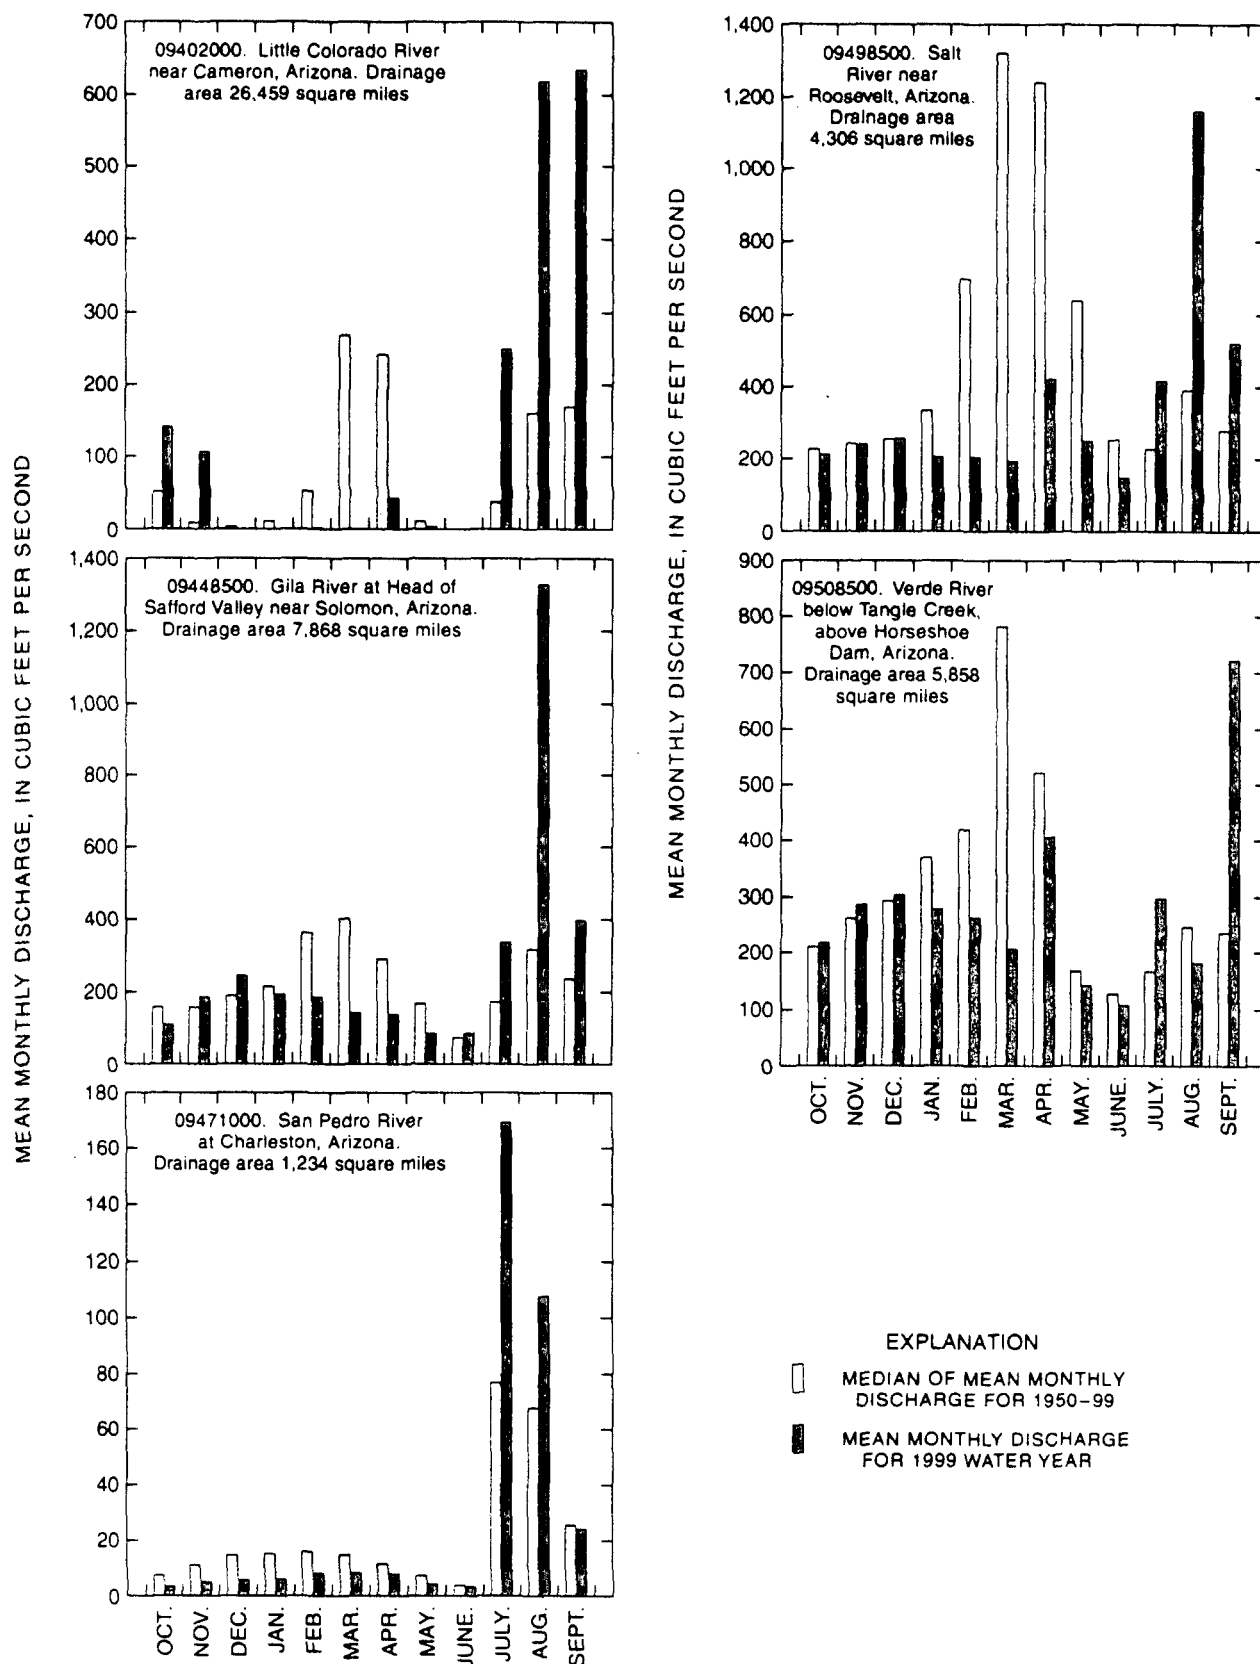 MEAN MONTHLY DISCHARGE, IN CUBIC FEET PER SECOND
700
600
500
400
300
200
100
0
09402000. Little Colorado River
near Cameron, Arizona. Drainage
area 26,459 square miles
1,400
1,200
1,000
800
600
400
200
0
09448500. Gila River at Head of
Safford Valley near Solomon, Arizona.
Drainage area 7,868 square miles
180
160
140
120
100
80
60
40
20
0
09471000. San Pedro River
at Charleston, Arizona.
Drainage area 1,234 square miles
OCT.
NOV.
DEC.
JAN.
FEB.
MAR.
APR.
MAY.
JUNE.
JULY.
AUG.
SEPT.
MEAN MONTHLY DISCHARGE, IN CUBIC FEET PER SECOND
1,400
1,200
1,000
800
600
400
200
0
09498500. Salt
River near
Roosevelt, Arizona.
Drainage area
4,306 square miles
900
800
700
600
500
400
300
200
100
0
09508500. Verde River
below Tangle Creek,
above Horseshoe
Dam, Arizona.
Drainage area 5,858
square miles
OCT.
NOV.
DEC.
JAN.
FEB.
MAR.
APR.
MAY.
JUNE.
JULY.
AUG.
SEPT.
EXPLANATION
MEDIAN OF MEAN MONTHLY
DISCHARGE FOR 1950-99
MEAN MONTHLY DISCHARGE
FOR 1999 WATER YEAR